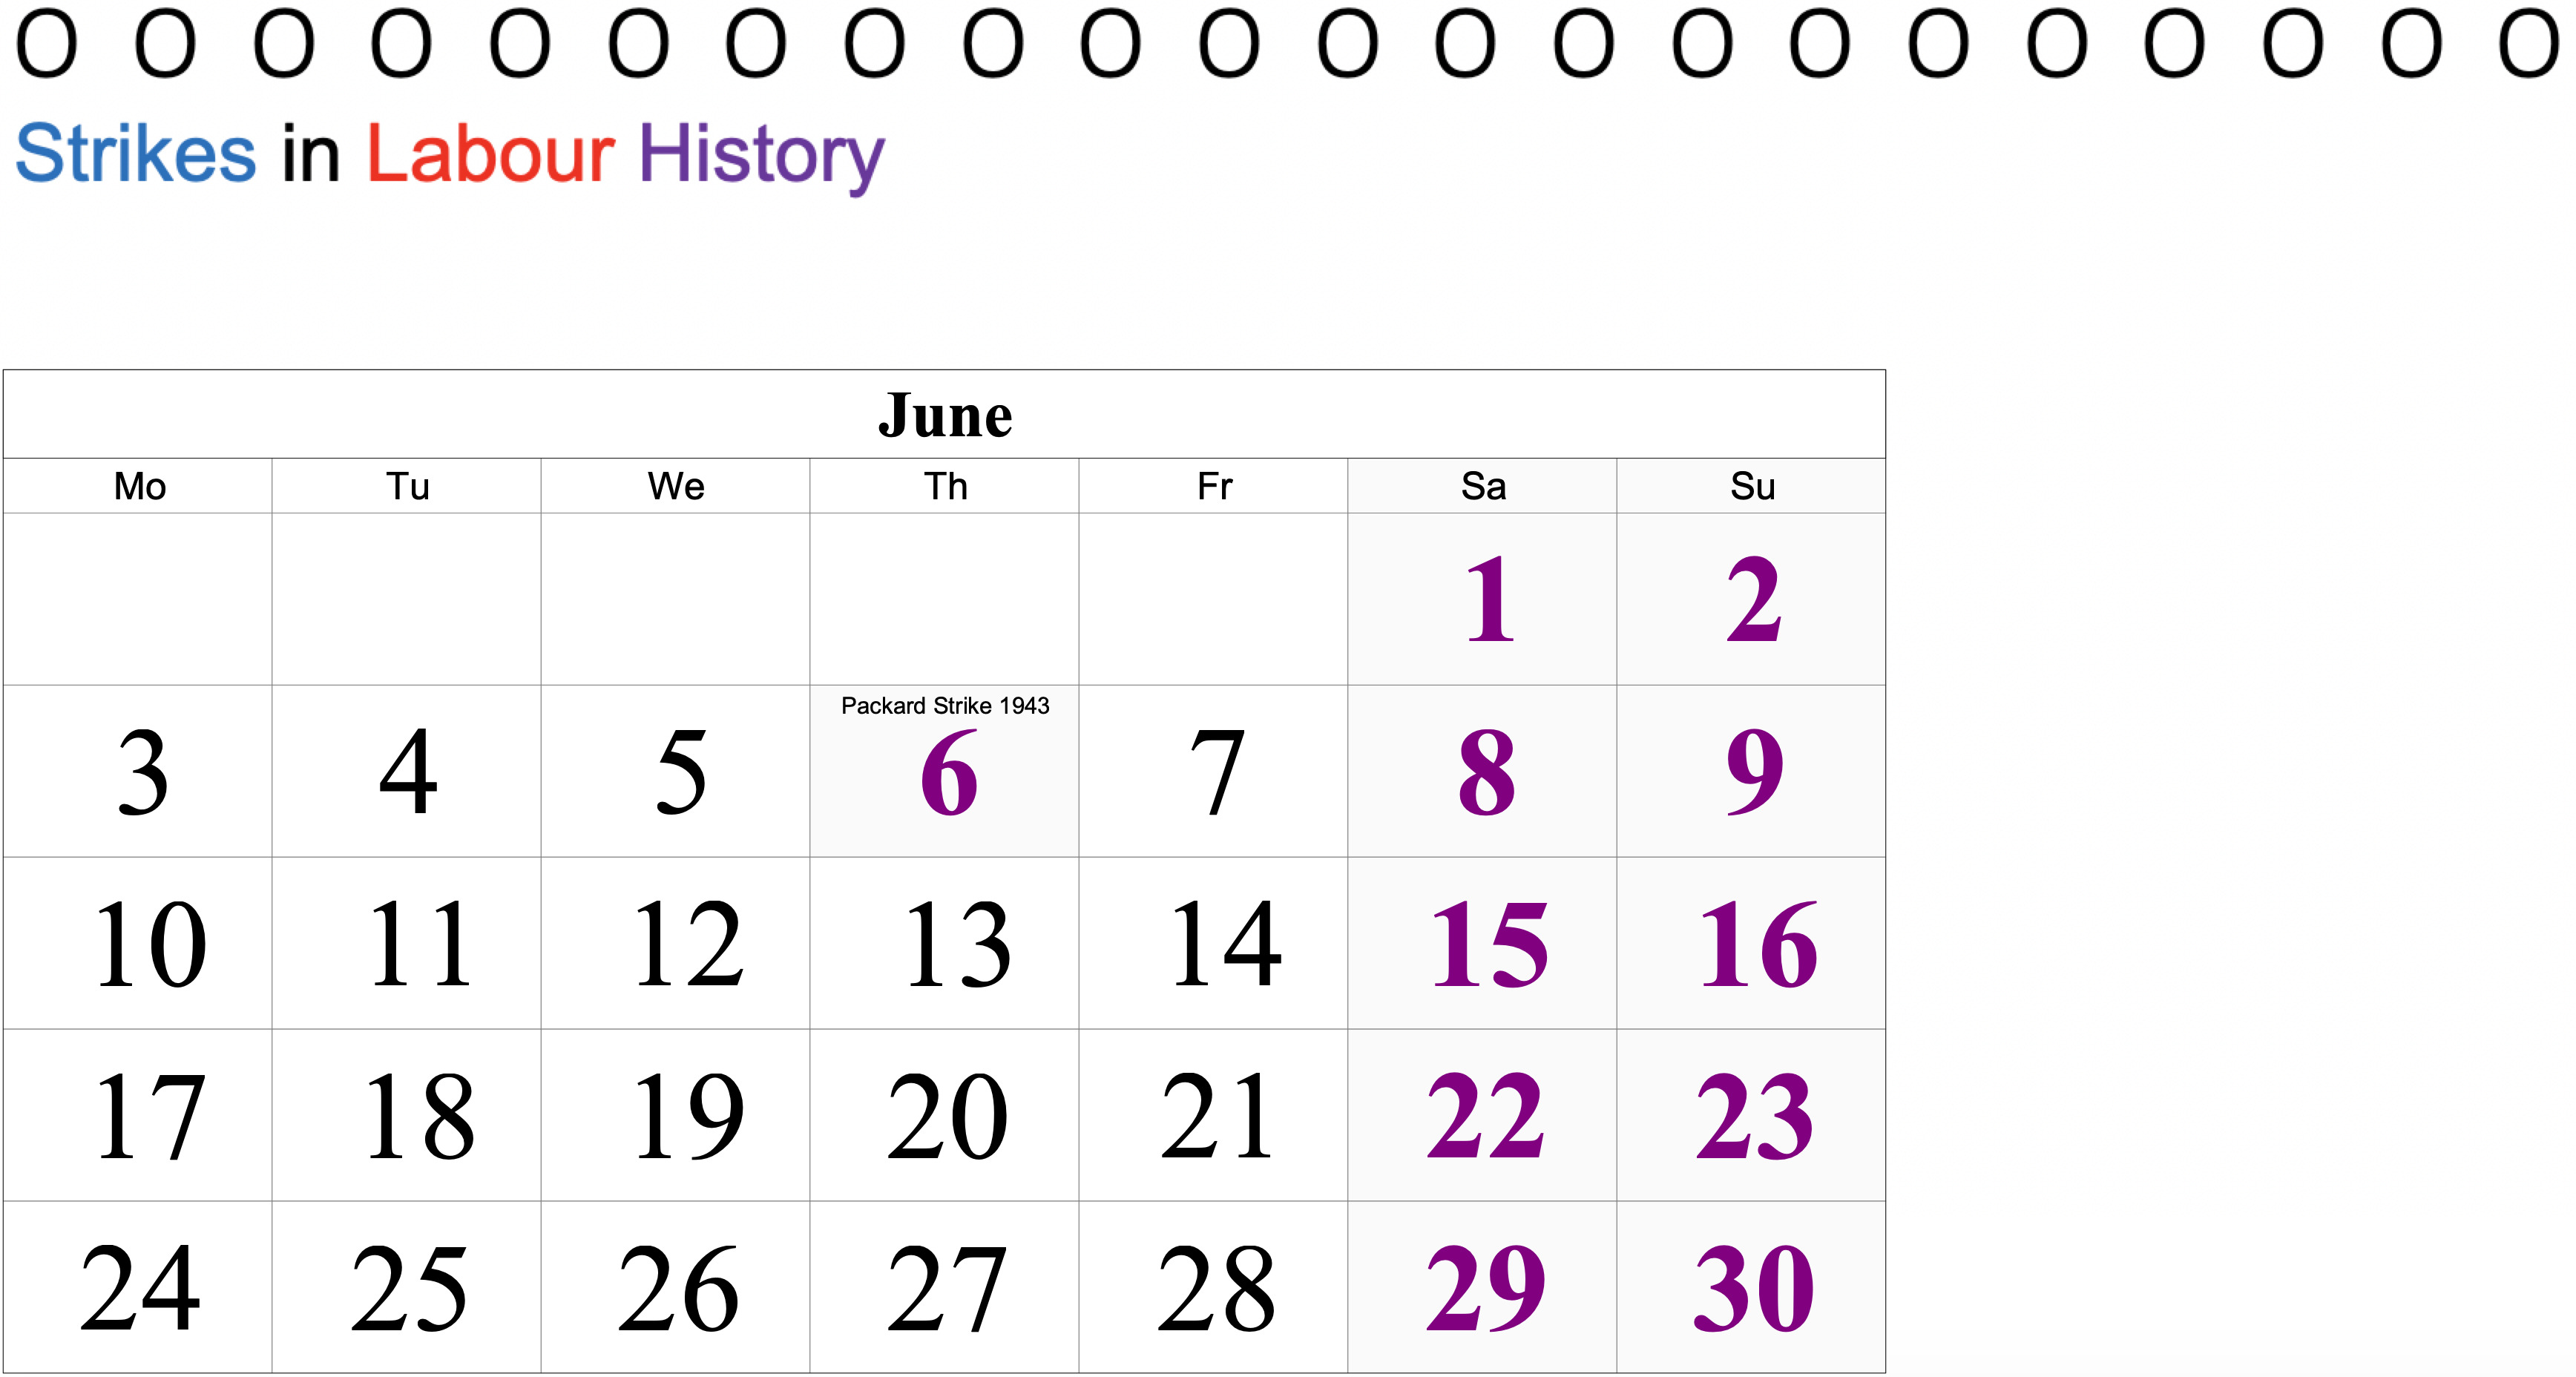 O O O O O O O O O O O O O O O O O O O O O O
Strikes in Labour History
June
Mo Tu We Th Fr Sa Su
1 2
Packard Strike 1943
3 4 5 6 7 8 9
10 11 12 13 14 15 16
17 18 19 20 21 22 23
24 25 26 27 28 29 30